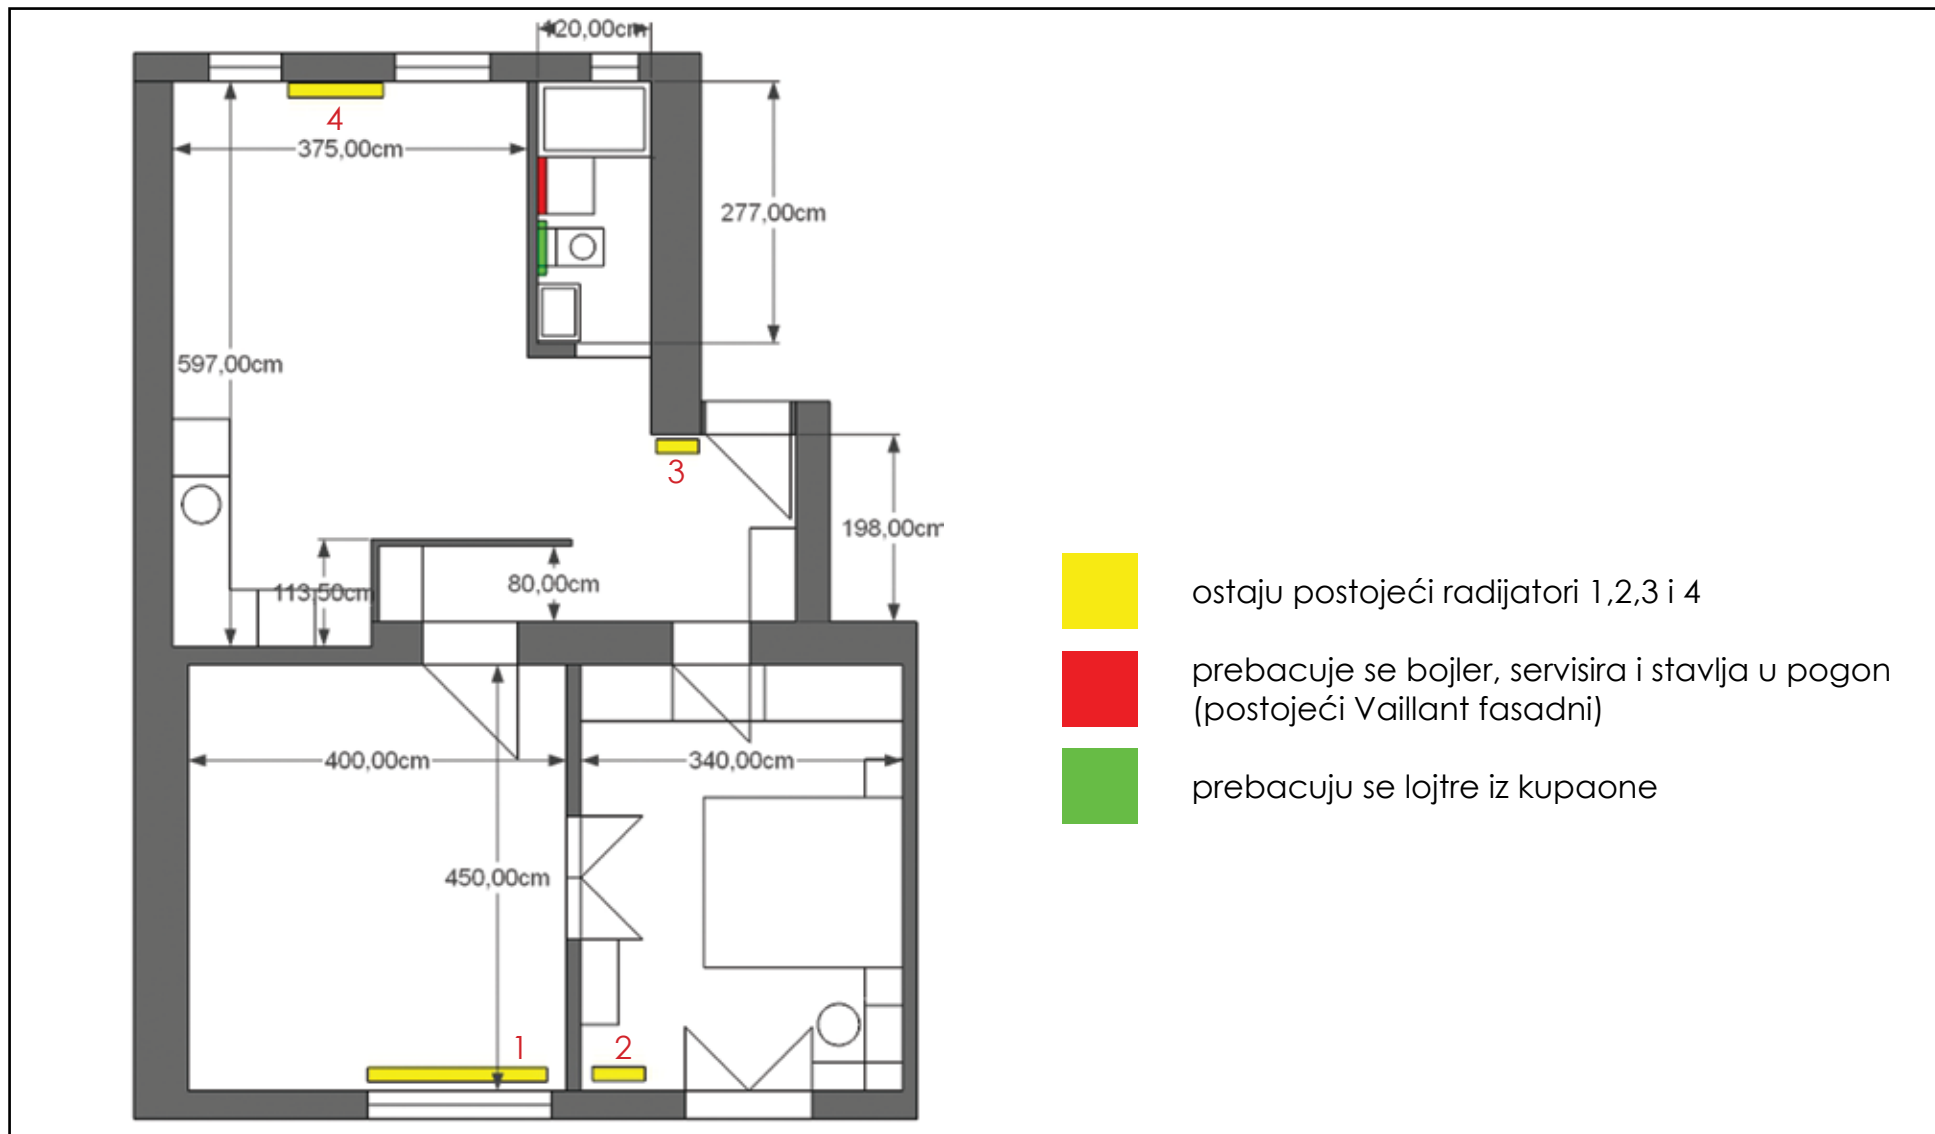 120,00cm
4
375,00cm
277,00cm
597,00cm
3
198,00cm
113,50cm
80,00cm
ostaju postojeći radijatori 1,2,3 i 4
prebacuje se bojler, servisira i stavlja u pogon
(postojeći Vaillant fasadni)
400,00cm
340,00cm
prebacuju se lojtre iz kupaone
450,00cm
1
2